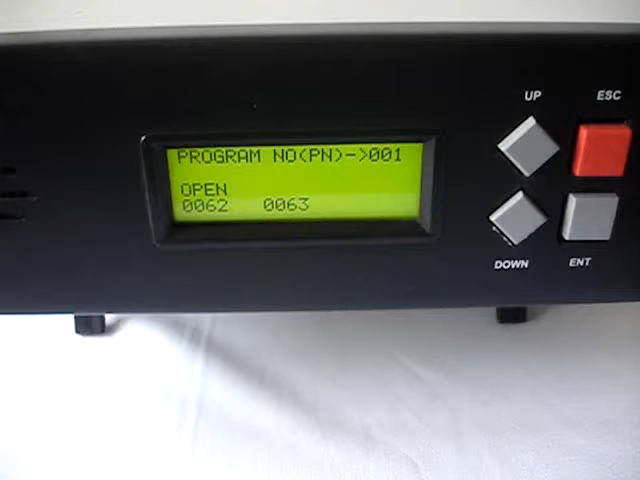 UP
ESC
PROGRAM NO(PN)->001
OPEN
0062 0063
DOWN
ENT